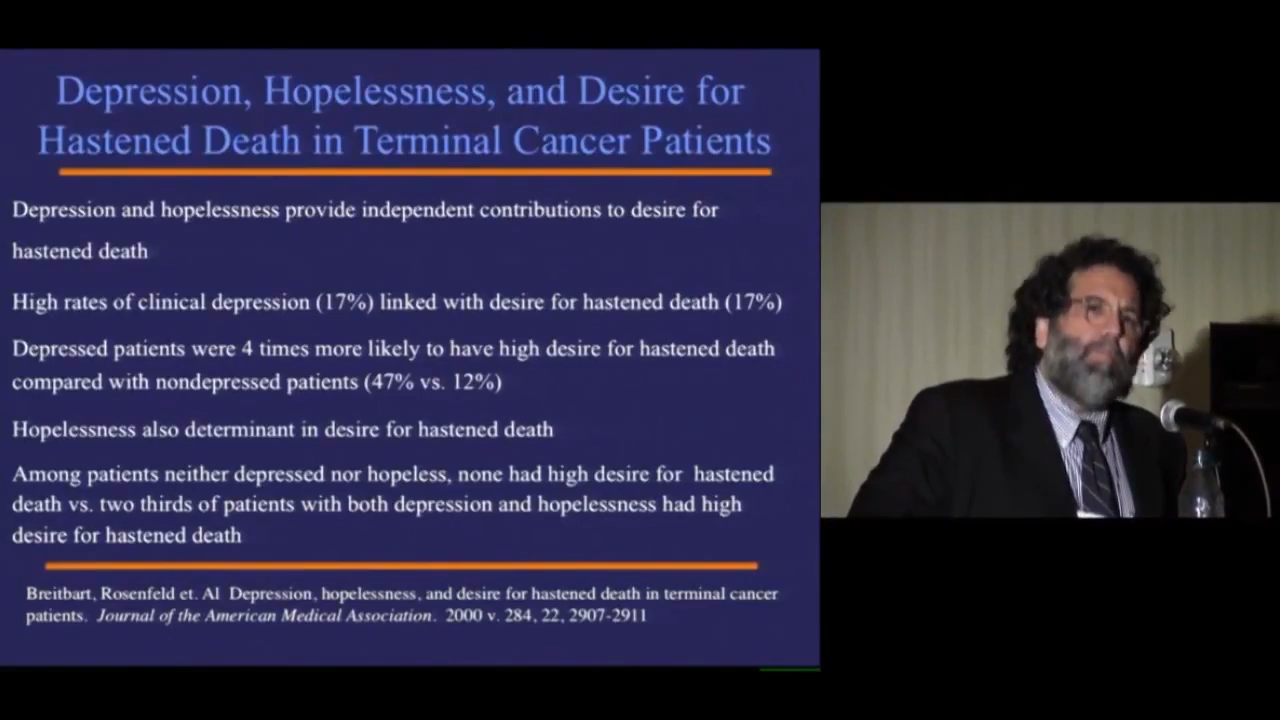 Depression, Hopelessness, and Desire for
Hastened Death in Terminal Cancer Patients
Depression and hopelessness provide independent contributions to desire for
hastened death
High rates of clinical depression (17%) linked with desire for hastened death (17%)
Depressed patients were 4 times more likely to have high desire for hastened death
compared with nondepressed patients (47% vs. 12%)
Hopelessness also determinant in desire for hastened death
Among patients neither depressed nor hopeless, none had high desire for hastened
death vs. two thirds of patients with both depression and hopelessness had high
desire for hastened death
Breitbart, Rosenfeld et. Al Depression, hopelessness, and desire for hastened death in terminal cancer
patients. Journal of the American Medical Association. 2000 v. 284, 22, 2907-2911